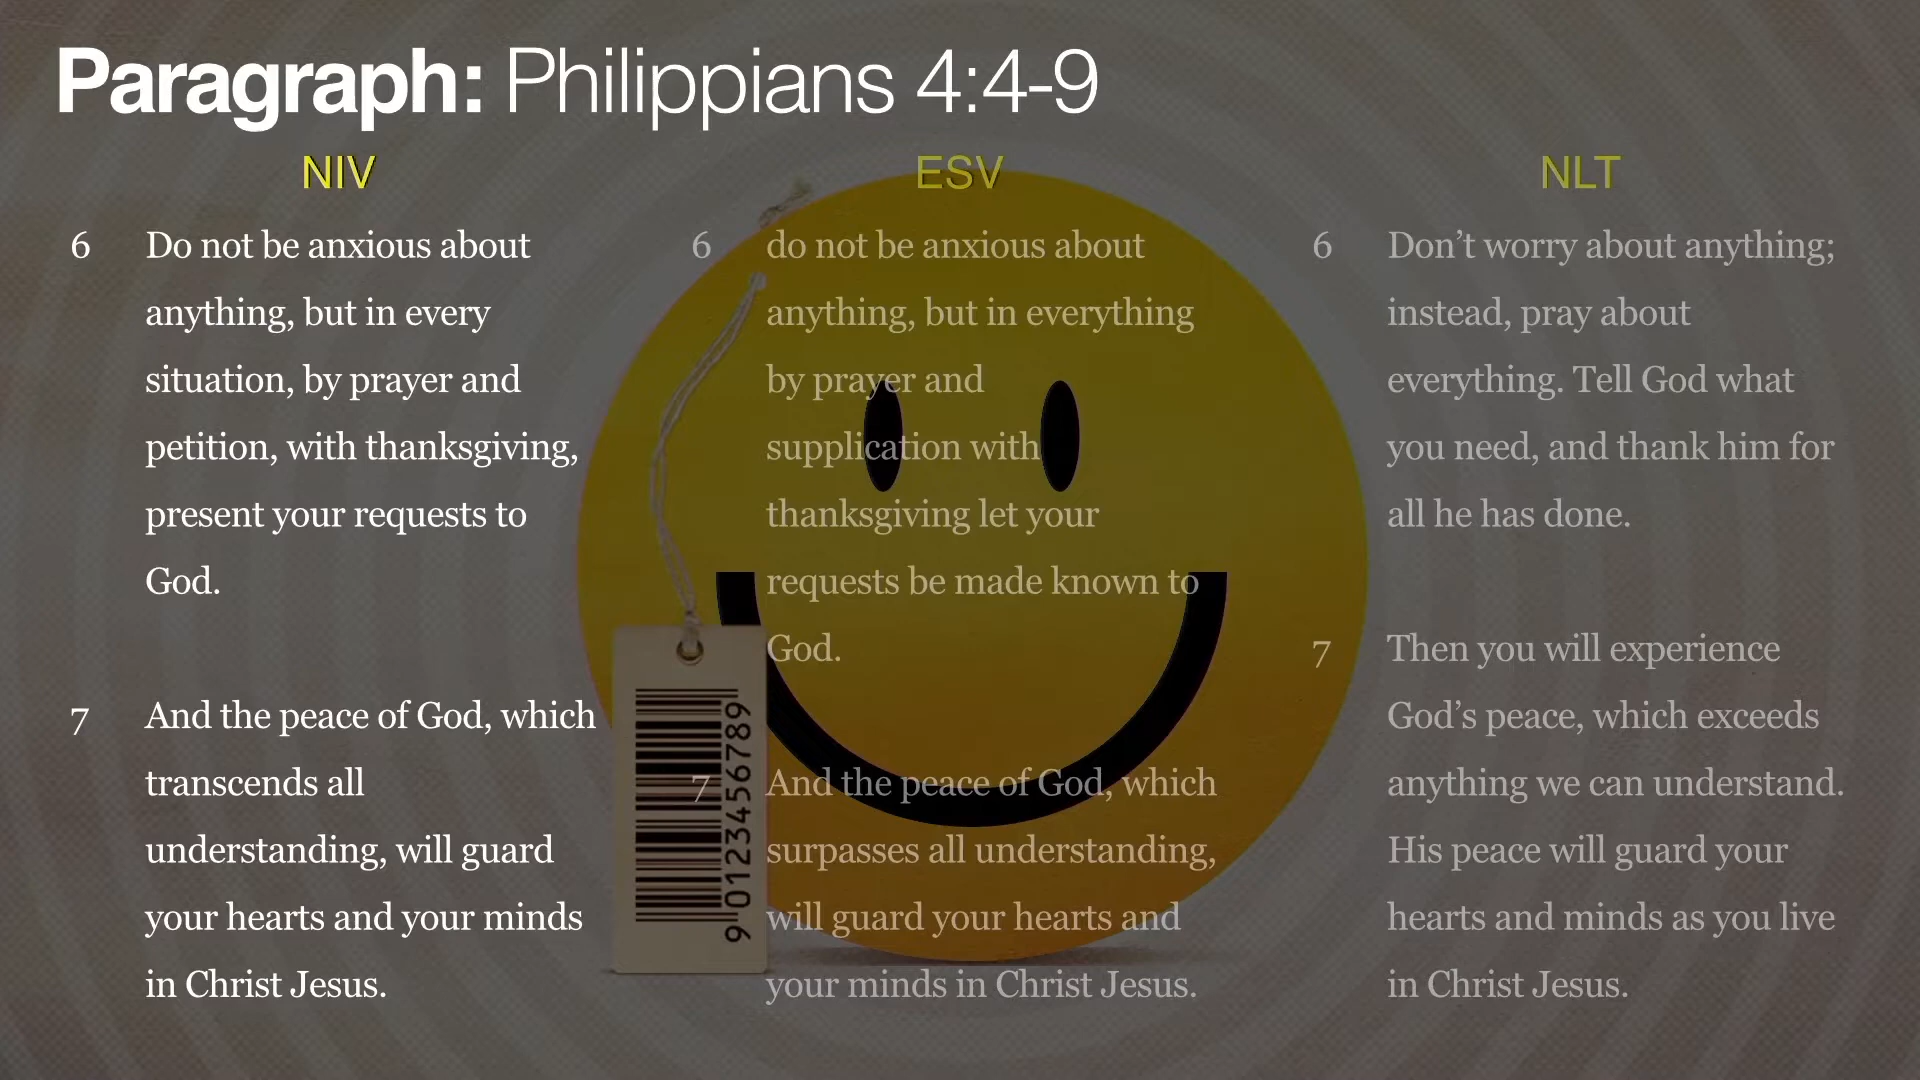 Paragraph: Philippians 4:4-9
NIV
6 Do not be anxious about
anything, but in every
situation, by prayer and
petition, with thanksgiving,
present your requests to
God.
7 And the peace of God, which
transcends all
understanding, will guard
your hearts and your minds
in Christ Jesus.
ESV
6 do not be anxious about
anything, but in everything
by prayer and
supplication with
thanksgiving let your
requests be made known to
God.
7 And the peace of God, which
surpasses all understanding,
will guard your hearts and
your minds in Christ Jesus.
NLT
6 Don’t worry about anything;
instead, pray about
everything. Tell God what
you need, and thank him for
all he has done.
7 Then you will experience
God’s peace, which exceeds
anything we can understand.
His peace will guard your
hearts and minds as you live
in Christ Jesus.
9"0123456789